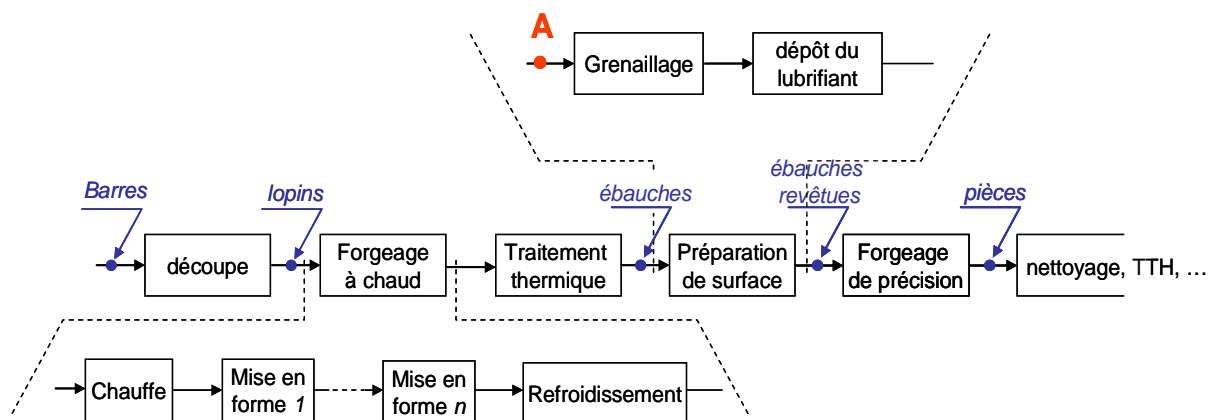 A
Grenaillage
dépôt du
lubrifiant
Barres
lopins
ébauches
ébauches
revêtues
pièces
découpe
Forgeage
à chaud
Traitement
thermique
Préparation
de surface
Forgeage
de précision
nettoyage, TTH, …
Chauffe
Mise en
forme 1
Mise en
forme n
Refroidissement